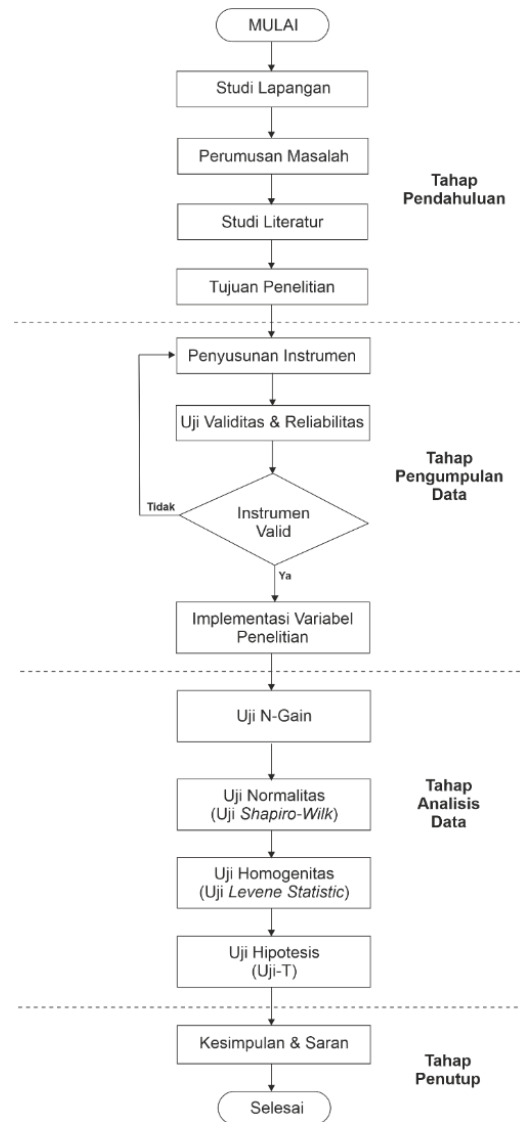 MULAI
Studi Lapangan
Perumusan Masalah
Tahap
Pendahuluan
Studi Literatur
Tujuan Penelitian
Penyusunan Instrumen
Uji Validitas & Reliabilitas
Tahap
Pengumpulan
Data
Tidak
Instrumen
Valid
Ya
Implementasi Variabel
Penelitian
Uji N-Gain
Uji Normalitas
(Uji Shapiro-Wilk)
Tahap
Analisis
Data
Uji Homogenitas
(Uji Levene Statistic)
Uji Hipotesis
(Uji-T)
Kesimpulan & Saran
Tahap
Penutup
Selesai